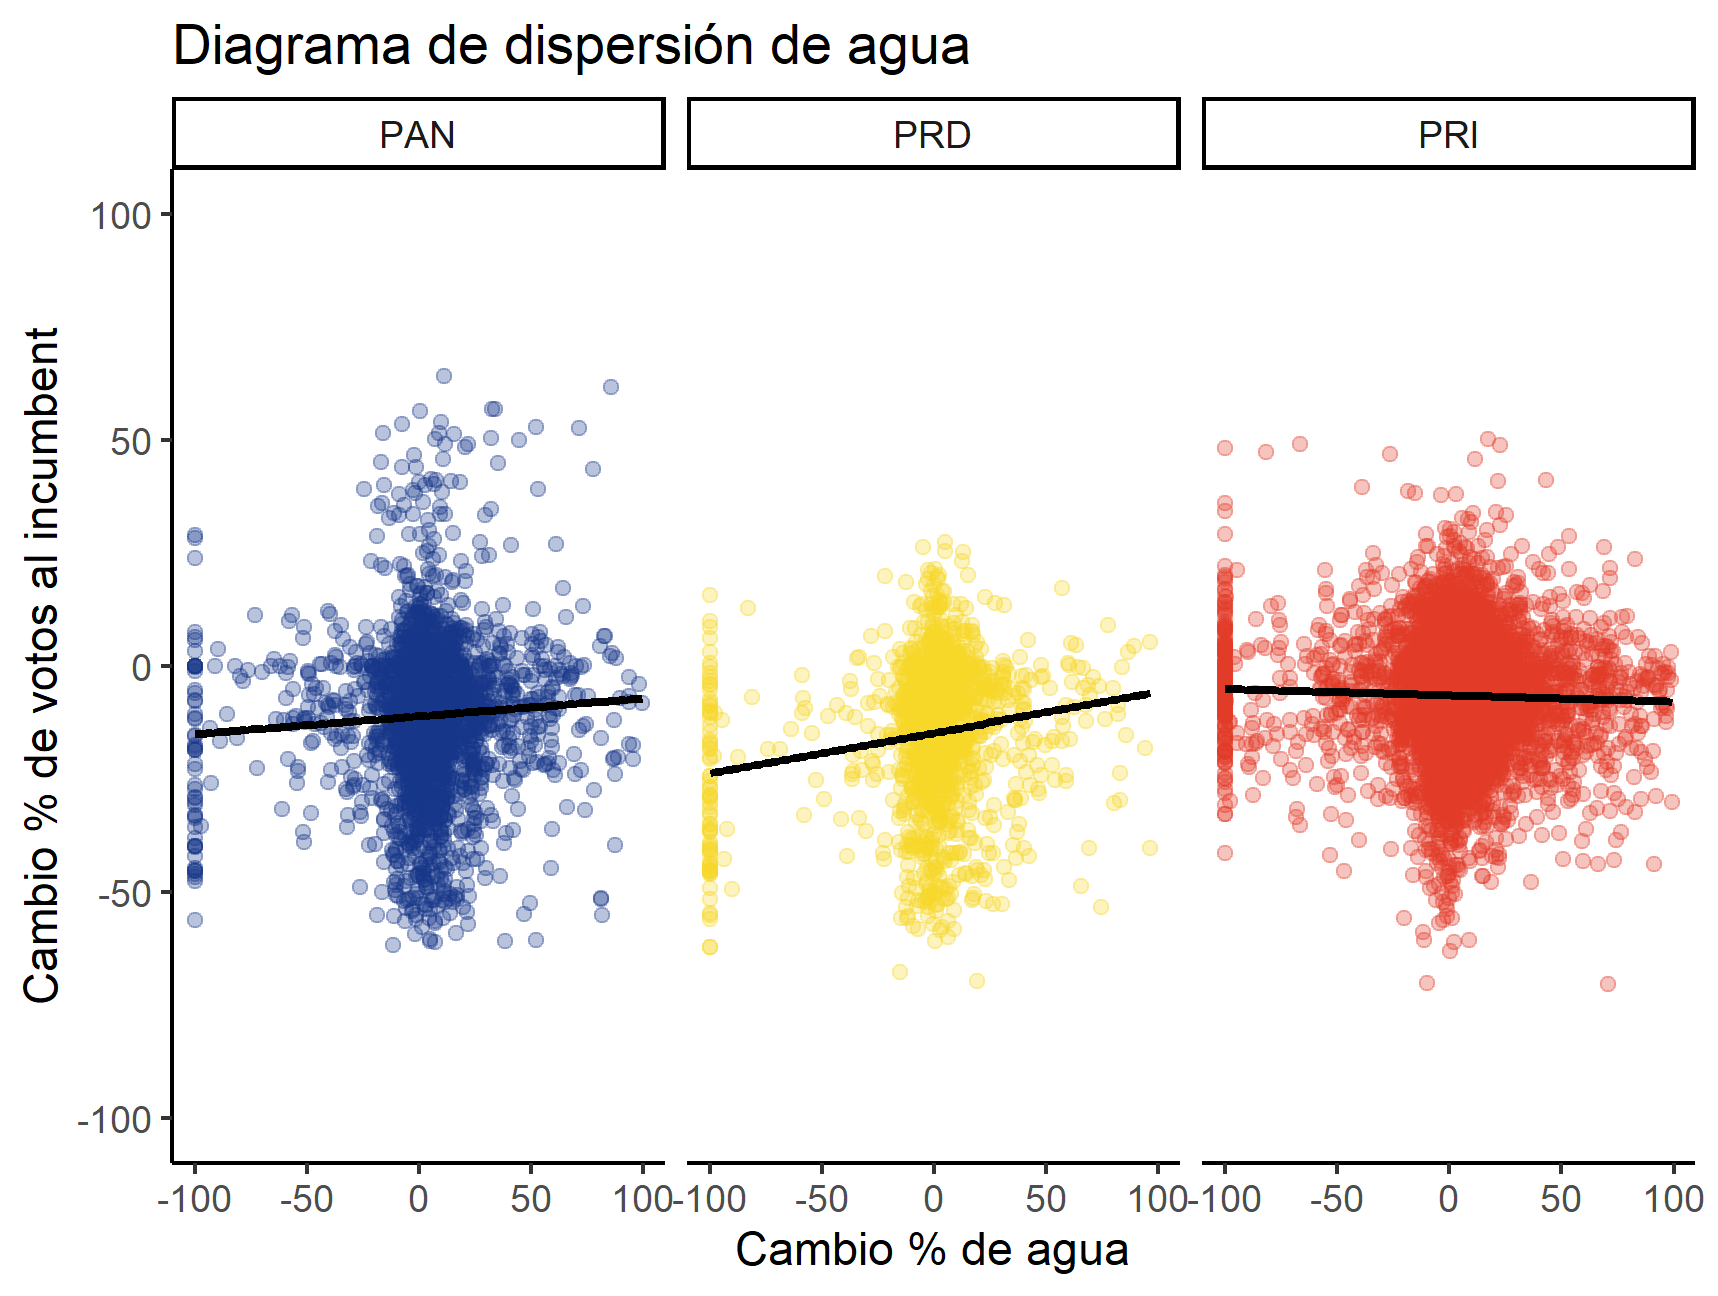 Diagrama de dispersión de agua
PAN
PRD
PRI
Cambio % de votos al incumbent
100
50
0
-50
-100
-100 -50 0 50 100
-100 -50 0 50 100
-100 -50 0 50 100
Cambio % de agua